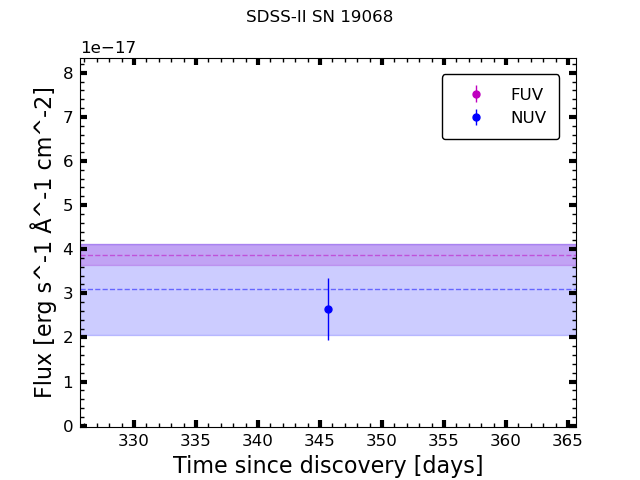 SDSS-II SN 19068
1e−17
8
7
6
5
4
3
2
1
0
Flux [erg s^-1 Å^-1 cm^-2]
FUV
NUV
330 335 340 345 350 355 360 365
Time since discovery [days]